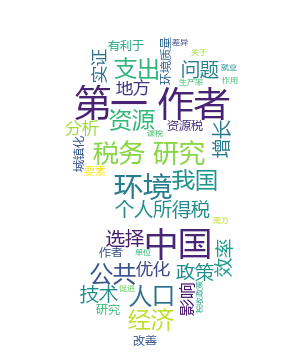 有利于
差异
关于
实证
支出
环境质量
问题
就业
生产率
作用
地方
第一 作者
资源
资源税
增长
分析
课税
城镇化
税务 研究
要素
环境
我国
个人所得税
选择
中国
作者
单位
效率
公共
优化
政策
技术
促进
人口
影响
税收政策
研究
经济
改善